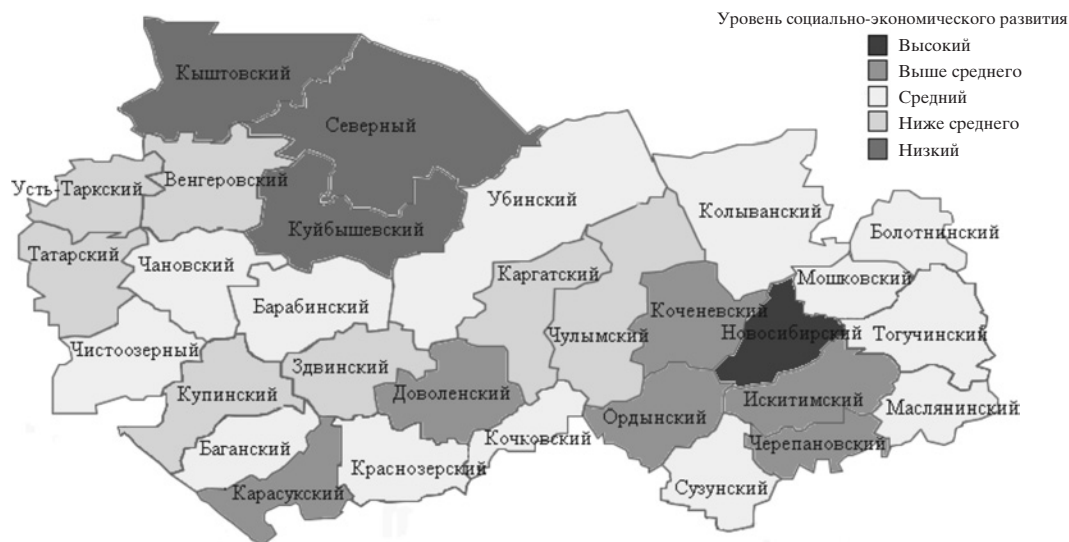 Уровень социально-экономического развития
Высокий
Выше среднего
Средний
Ниже среднего
Низкий
Кыштовский
Северный
Усть-Таркский
Венгеровский
Убинский
Колыванский
Куйбышевский
Болотнинский
Татарский
Чановский
Каргатский
Мошковский
Барабинский
Коченевский
Новосибирский
Тогучинский
Чистоозерный
Чулымский
Здвинский
Купинский
Доволенский
Искитимский
Маслянинский
Ордынский
Баганский
Кочковский
Черепановский
Краснозерский
Сузунский
Карасукский